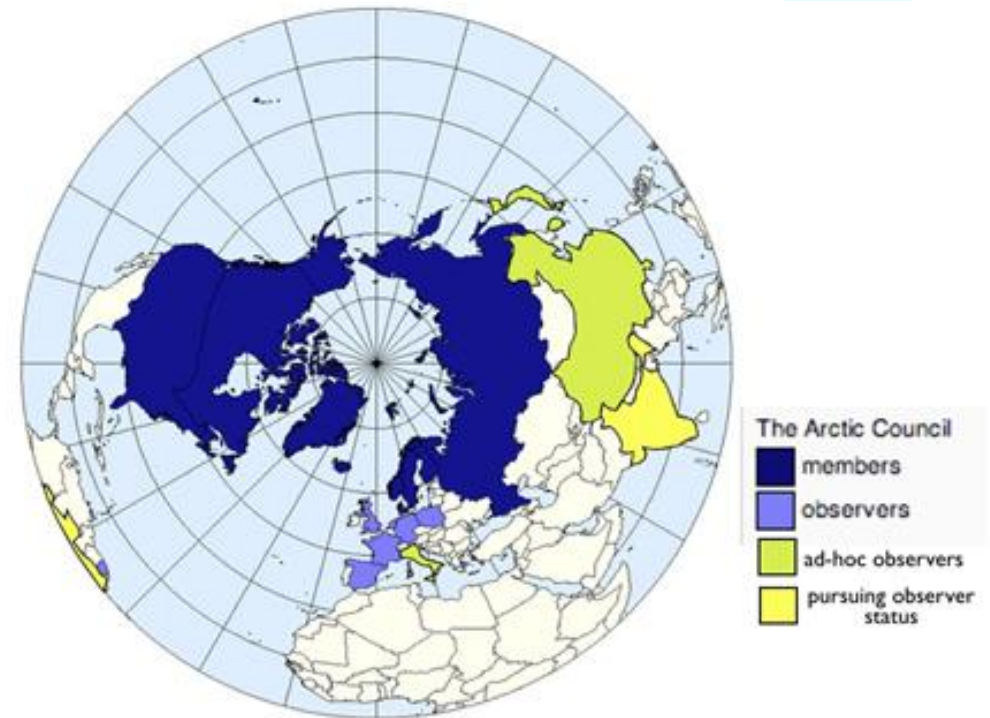 The Arctic Council
members
observers
ad-hoc observers
pursuing observer
status